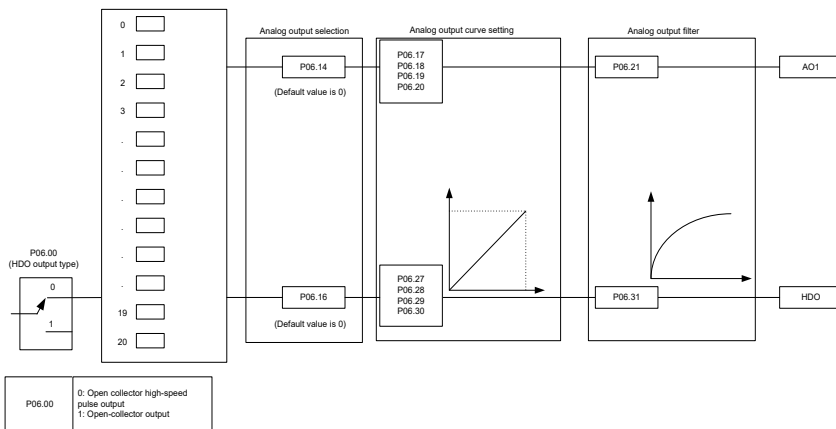 Analog output selection
Analog output curve setting
Analog output filter
0
1
2
3
.
.
.
.
.
.
19
20
P06.14
(Default value is 0)
P06.17
P06.18
P06.19
P06.20
P06.21
AO1
P06.00
(HDO output type)
0
1
P06.16
(Default value is 0)
P06.27
P06.28
P06.29
P06.30
P06.31
HDO
P06.00
0: Open collector high-speed
pulse output
1: Open-collector output